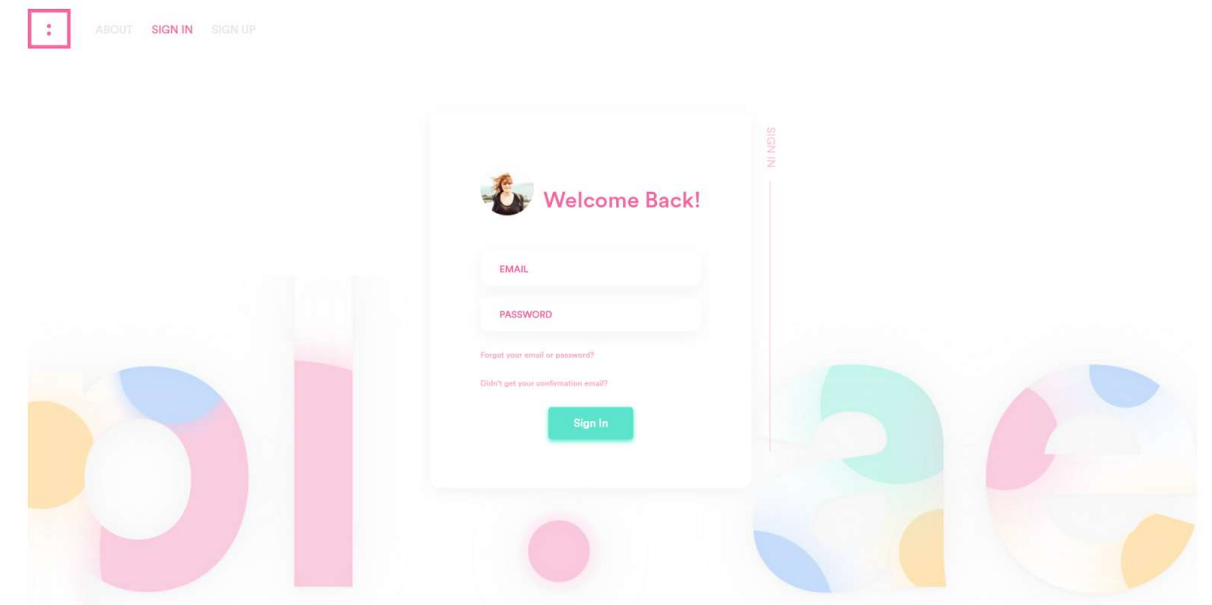 :
ABOUT SIGN IN SIGN UP
SIGN IN
Welcome Back!
EMAIL
PASSWORD
Forgot your email or password?
Didn't get your confirmation email?
Sign In